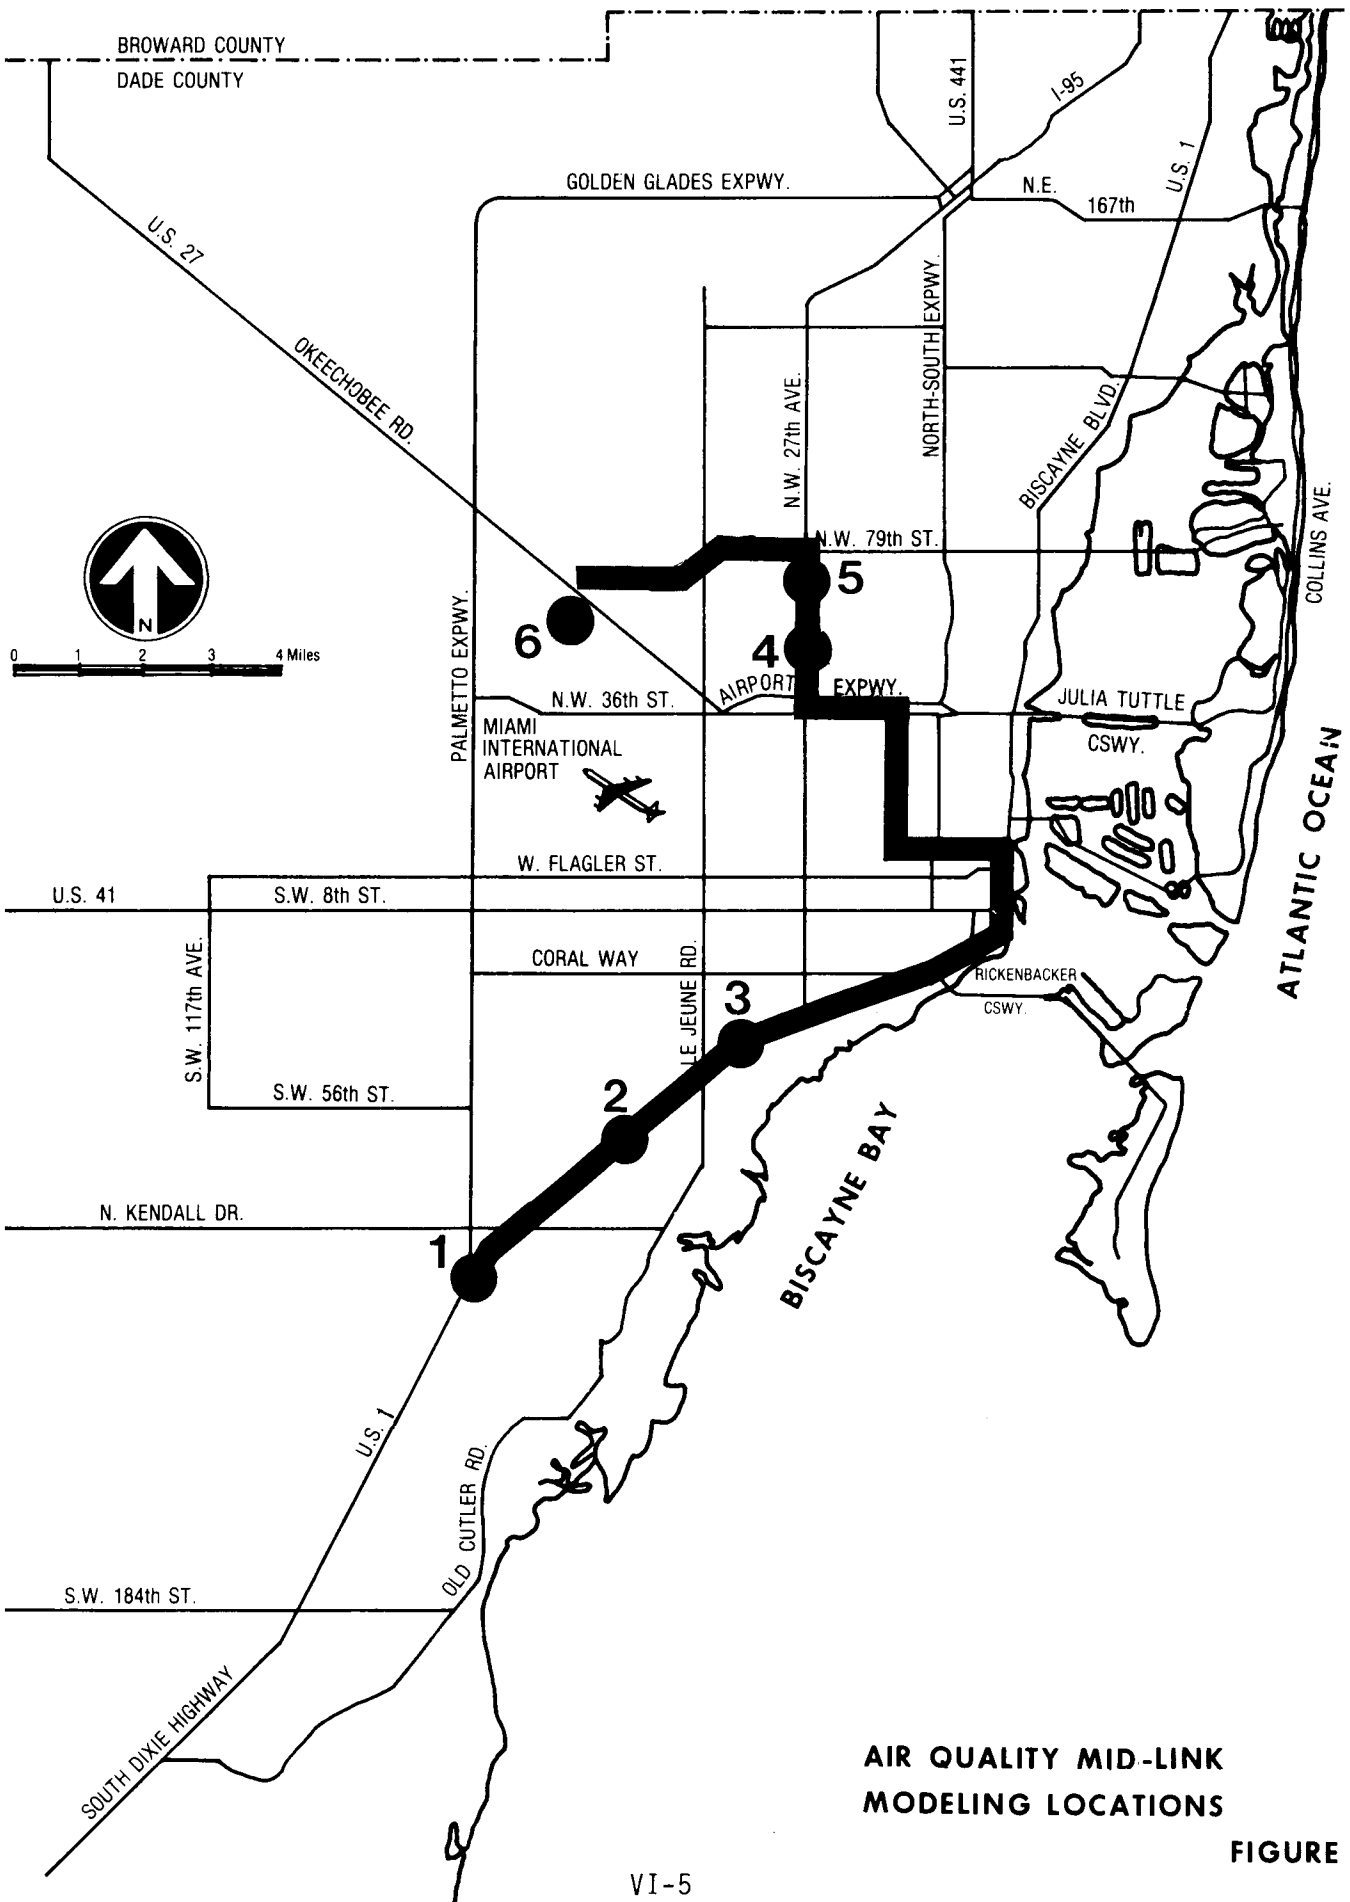 BROWARD COUNTY
DADE COUNTY
U.S. 441
I-95
U.S. 1
GOLDEN GLADES EXPWY.
N.E.
167th
U.S. 27
OKEECHOBEE RD.
NORTH-SOUTH EXPWY.
N.W. 27th AVE.
BISCAYNE BLVD.
COLLINS AVE.
N.W. 79th ST.
5
N
0 1 2 3 4 Miles
PALMETTO EXPWY.
6
4
AIRPORT
EXPWY.
N.W. 36th ST.
JULIA TUTTLE
CSWY.
MIAMI
INTERNATIONAL
AIRPORT
ATLANTIC OCEAN
W. FLAGLER ST.
U.S. 41
S.W. 8th ST.
S.W. 117th AVE.
CORAL WAY
LE JEUNE RD.
RICKENBACKER
CSWY.
3
S.W. 56th ST.
2
BISCAYNE BAY
N. KENDALL DR.
1
U.S. 1
OLD CUTLER RD.
S.W. 184th ST.
SOUTH DIXIE HIGHWAY
AIR QUALITY MID-LINK
MODELING LOCATIONS
FIGURE
VI-5